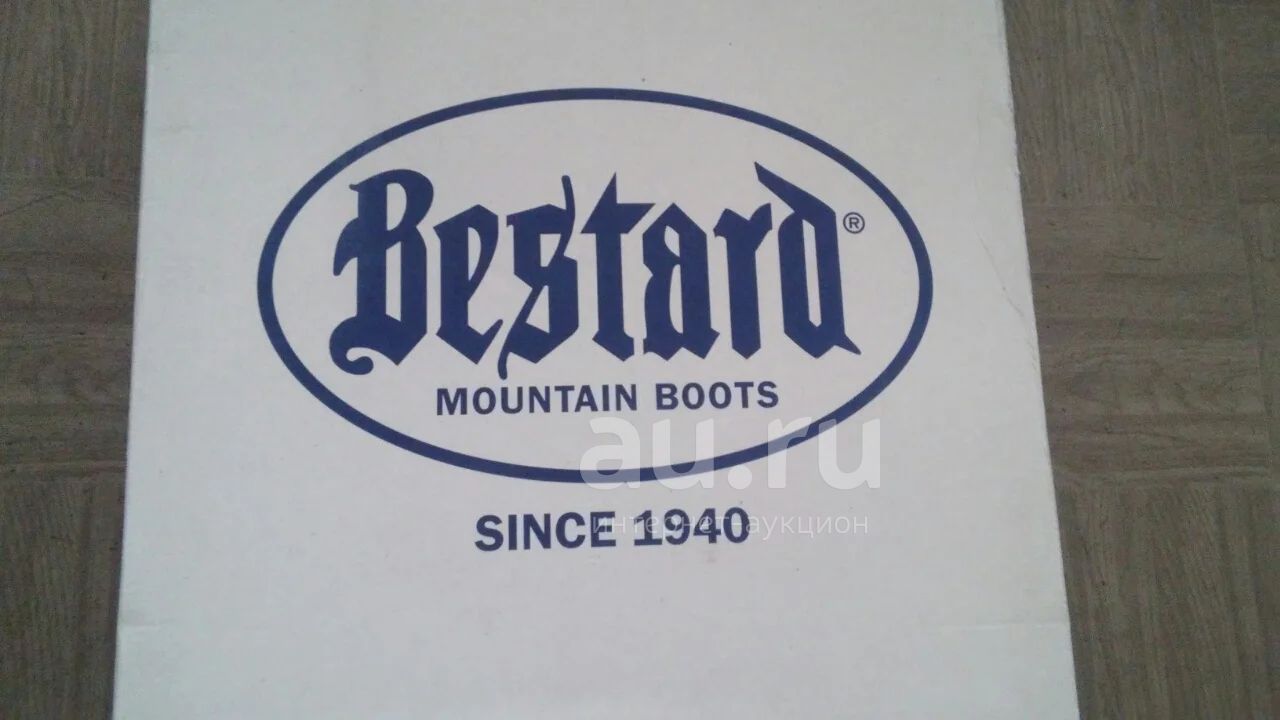 Bestard®
MOUNTAIN BOOTS
au.ru
SINCE 1940
интернет-аукцион